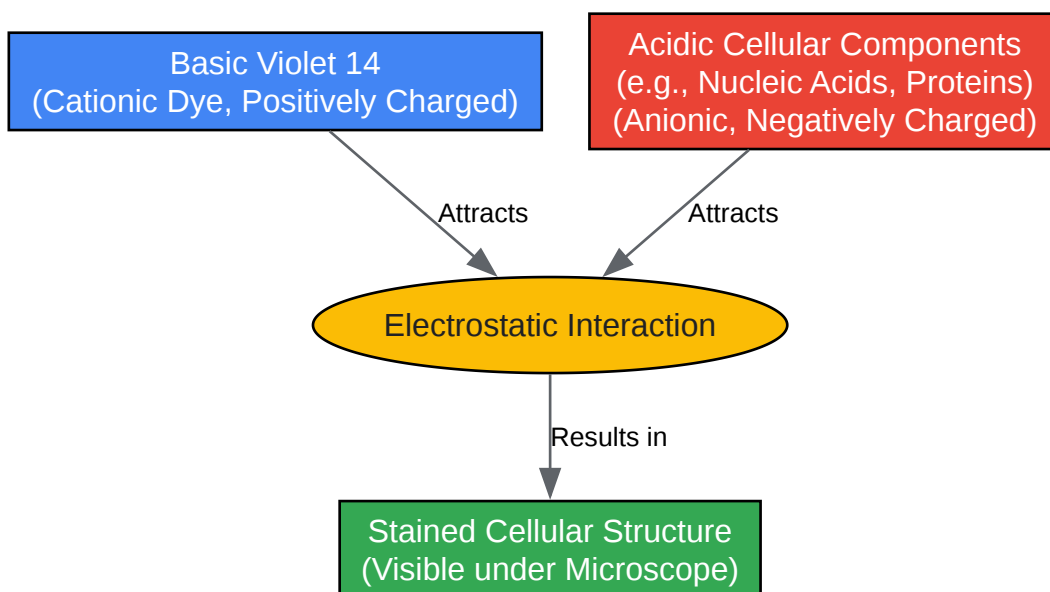 Basic Violet 14
(Cationic Dye, Positively Charged)
Acidic Cellular Components
(e.g., Nucleic Acids, Proteins)
(Anionic, Negatively Charged)
Attracts
Attracts
Electrostatic Interaction
Results in
Stained Cellular Structure
(Visible under Microscope)